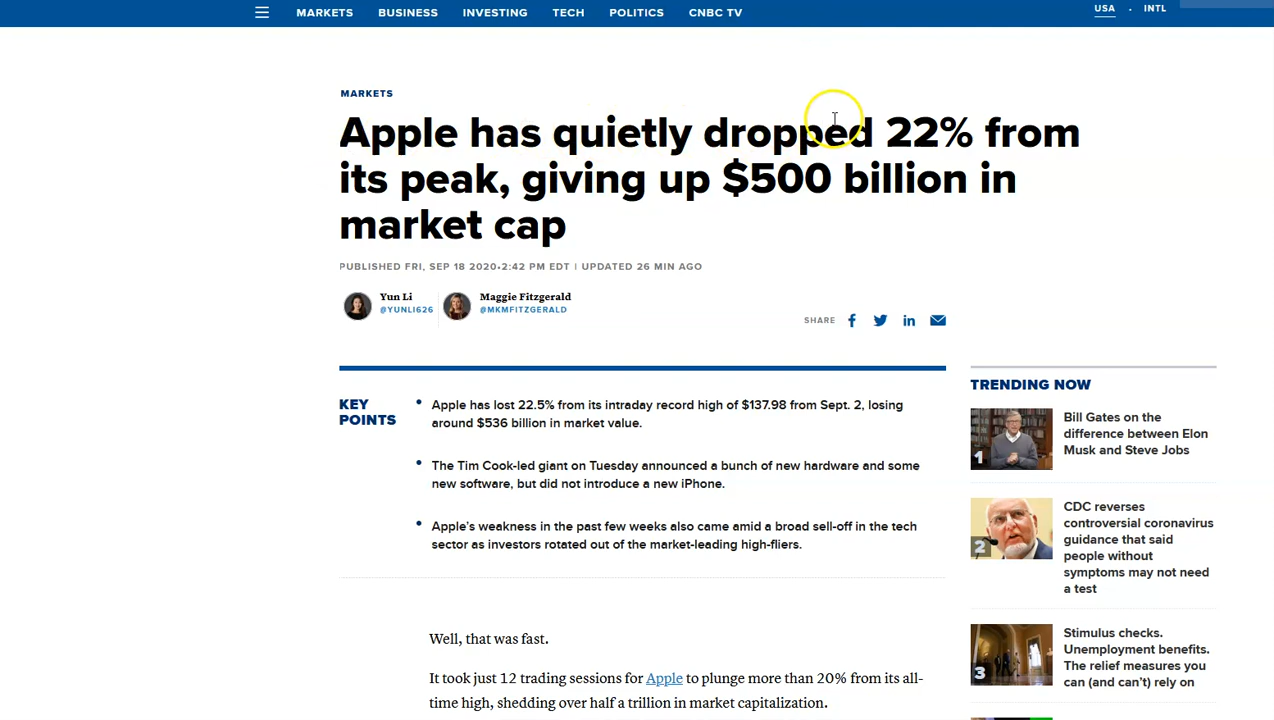 MARKETS BUSINESS INVESTING TECH POLITICS CNBC TV USA · INTL
MARKETS
Apple has quietly dropped 22% from
its peak, giving up $500 billion in
market cap
PUBLISHED FRI, SEP 18 2020•2:42 PM EDT | UPDATED 26 MIN AGO
Yun Li
@YUNLI626
Maggie Fitzgerald
@MKMFITZGERALD
SHARE
KEY
POINTS
• Apple has lost 22.5% from its intraday record high of $137.98 from Sept. 2, losing
around $536 billion in market value.
• The Tim Cook-led giant on Tuesday announced a bunch of new hardware and some
new software, but did not introduce a new iPhone.
• Apple’s weakness in the past few weeks also came amid a broad sell-off in the tech
sector as investors rotated out of the market-leading high-fliers.
Well, that was fast.
It took just 12 trading sessions for Apple to plunge more than 20% from its all-
time high, shedding over half a trillion in market capitalization.
TRENDING NOW
1
Bill Gates on the
difference between Elon
Musk and Steve Jobs
2
CDC reverses
controversial coronavirus
guidance that said
people without
symptoms may not need
a test
3
Stimulus checks.
Unemployment benefits.
The relief measures you
can (and can’t) rely on